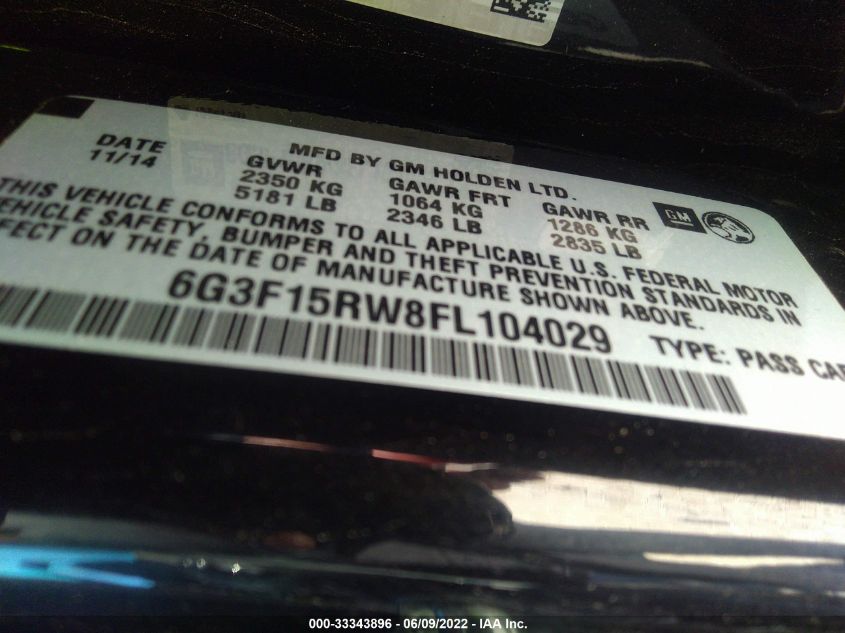 MFD BY GM HOLDEN LTD.
DATE GVWR GAWR FRT GAWR RR
11/14 2350 KG 1064 KG 1286 KG
5181 LB 2346 LB 2835 LB
GM
THIS VEHICLE CONFORMS TO ALL APPLICABLE U.S. FEDERAL MOTOR
VEHICLE SAFETY, BUMPER AND THEFT PREVENTION STANDARDS IN
EFFECT ON THE DATE OF MANUFACTURE SHOWN ABOVE.
6G3F15RW8FL104029 TYPE: PASS CAR
000-33343896 - 06/09/2022 - IAA Inc.